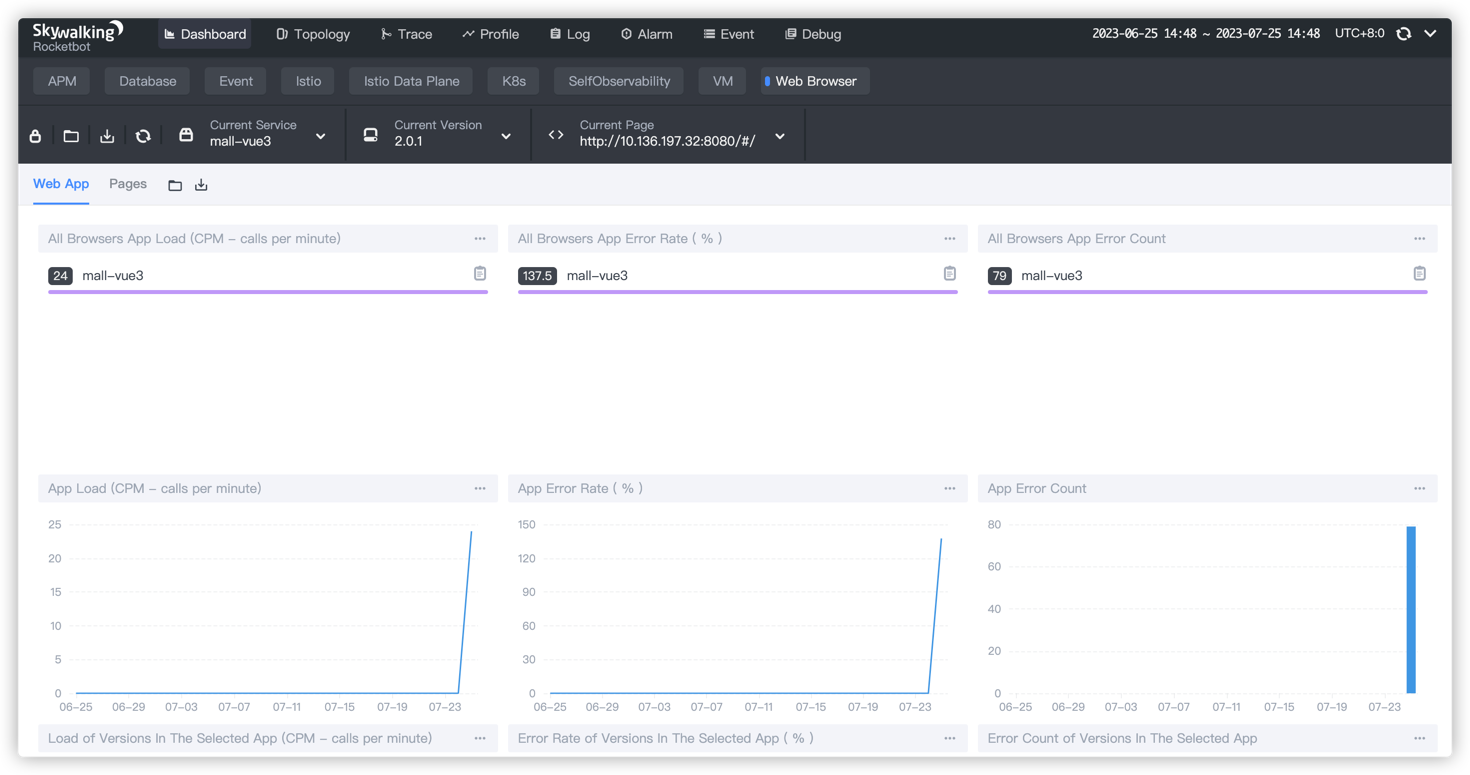 Skywalking
Rocketbot
Dashboard Topology Trace Profile Log Alarm Event Debug
2023-06-25 14:48 ~ 2023-07-25 14:48 UTC+8:0
APM Database Event Istio Istio Data Plane K8s SelfObservability VM Web Browser
Current Service
mall-vue3
Current Version
2.0.1
Current Page
http://10.136.197.32:8080/#/
Web App Pages
All Browsers App Load (CPM - calls per minute)
24 mall-vue3
All Browsers App Error Rate ( % )
137.5 mall-vue3
All Browsers App Error Count
79 mall-vue3
App Load (CPM - calls per minute)
25
20
15
10
5
0
06-25 06-29 07-03 07-07 07-11 07-15 07-19 07-23
App Error Rate ( % )
150
120
90
60
30
0
06-25 06-29 07-03 07-07 07-11 07-15 07-19 07-23
App Error Count
80
60
40
20
0
06-25 06-29 07-03 07-07 07-11 07-15 07-19 07-23
Load of Versions In The Selected App (CPM - calls per minute)
Error Rate of Versions In The Selected App ( % )
Error Count of Versions In The Selected App